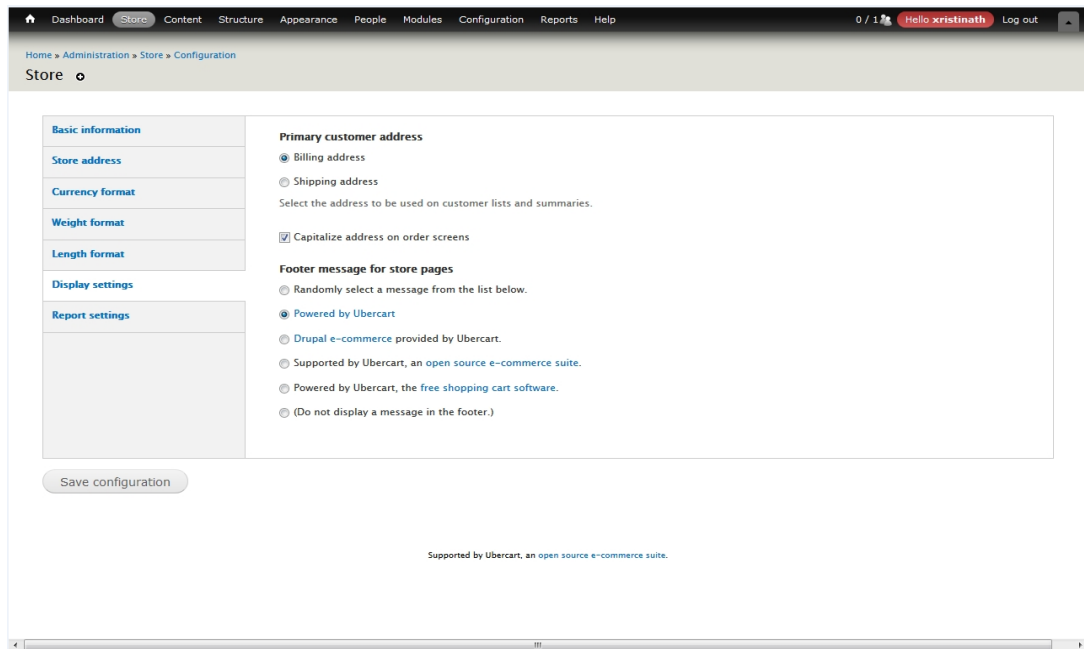 Dashboard Store Content Structure Appearance People Modules Configuration Reports Help 0 / 1 Hello xristinath Log out
Home » Administration » Store » Configuration
Store
Basic information
Store address
Currency format
Weight format
Length format
Display settings
Report settings
Primary customer address
Billing address
Shipping address
Select the address to be used on customer lists and summaries.
Capitalize address on order screens
Footer message for store pages
Randomly select a message from the list below.
Powered by Ubercart
Drupal e-commerce provided by Ubercart.
Supported by Ubercart, an open source e-commerce suite.
Powered by Ubercart, the free shopping cart software.
(Do not display a message in the footer.)
Save configuration
Supported by Ubercart, an open source e-commerce suite.